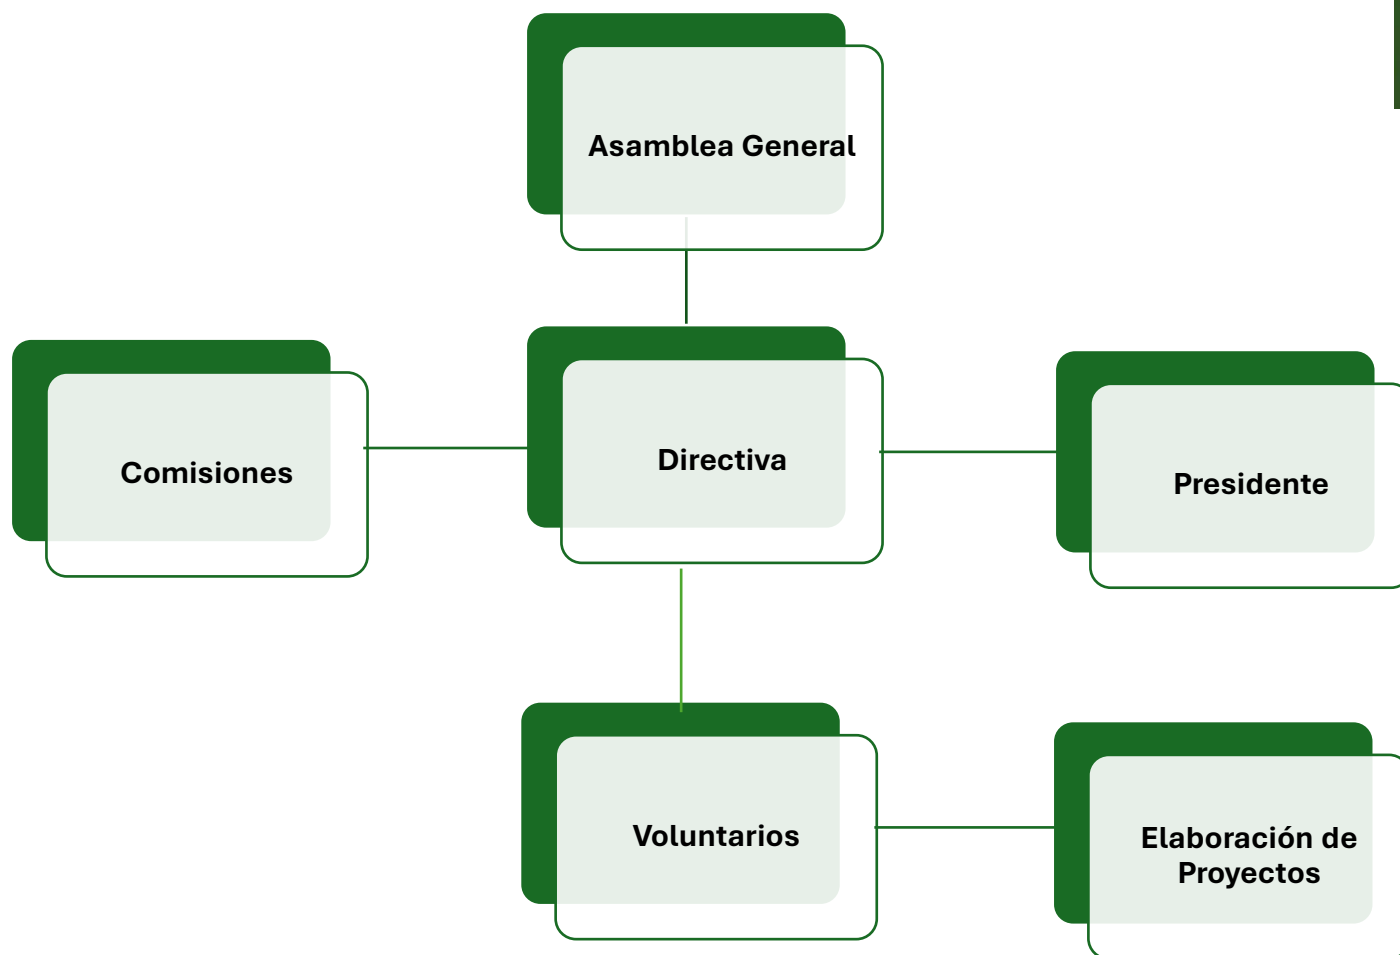 Asamblea General
Comisiones
Directiva
Presidente
Voluntarios
Elaboración de
Proyectos